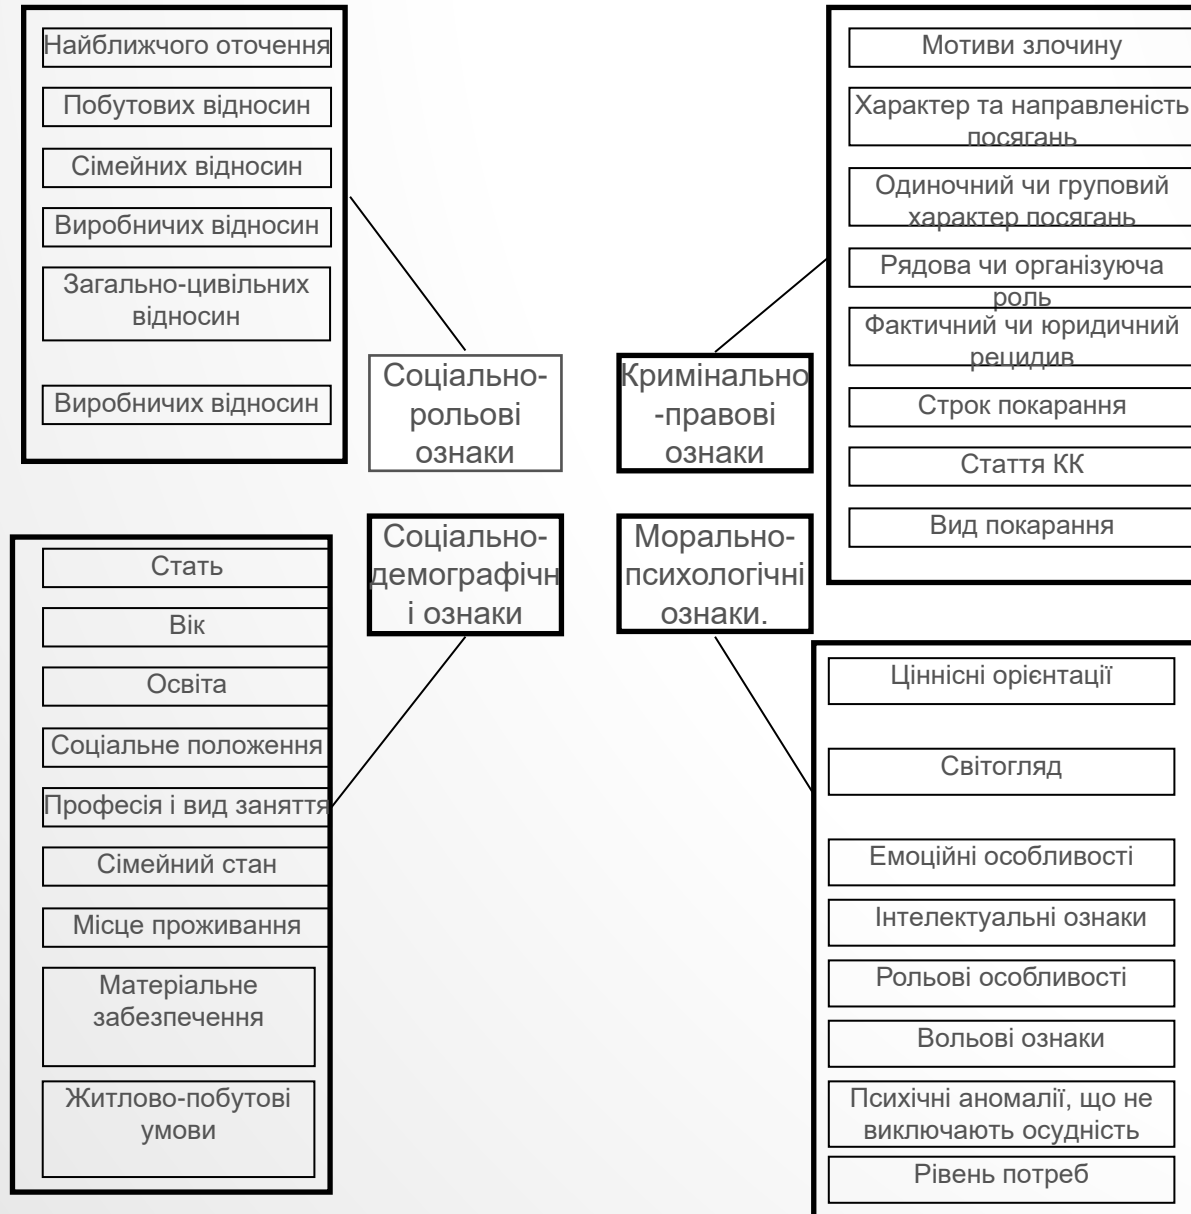 Найближчого оточення
Побутових відносин
Сімейних відносин
Виробничих відносин
Загально-цивільних
відносин
Виробничих відносин
Соціально-
рольові
ознаки
Кримінально
-правові
ознаки
Мотиви злочину
Характер та направленість
посягань
Одиночний чи груповий
характер посягань
Рядова чи організуюча
роль
Фактичний чи юридичний
рецидив
Строк покарання
Стаття КК
Вид покарання
Соціально-
демографічн
і ознаки
Морально-
психологічні
ознаки.
Стать
Вік
Освіта
Соціальне положення
Професія і вид заняття
Сімейний стан
Місце проживання
Матеріальне
забезпечення
Житлово-побутові
умови
Ціннісні орієнтації
Світогляд
Емоційні особливості
Інтелектуальні ознаки
Рольові особливості
Вольові ознаки
Психічні аномалії, що не
виключають осудність
Рівень потреб